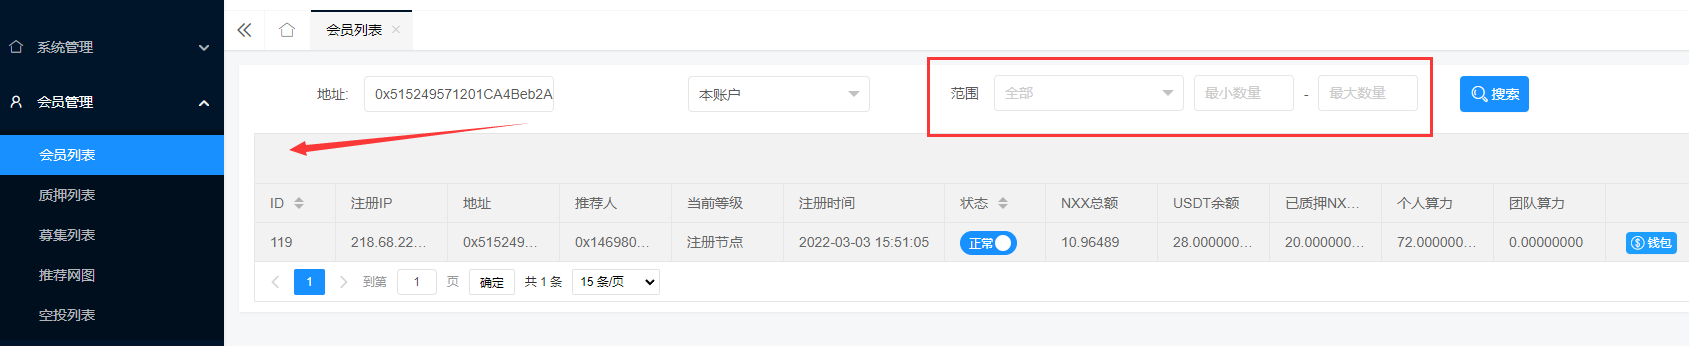 系统管理
会员管理
会员列表
质押列表
募集列表
推荐网图
空投列表
会员列表 ×
地址: 0x515249571201CA4Beb2A 本账户 范围 全部 最小数量 - 最大数量 搜索
ID 注册IP 地址 推荐人 当前等级 注册时间 状态 NXX总额 USDT余额 已质押NX... 个人算力 团队算力
119 218.68.22... 0x515249... 0x146980... 注册节点 2022-03-03 15:51:05 正常 10.96489 28.000000... 20.000000... 72.000000... 0.00000000 钱包
1 到第 1 页 确定 共 1 条 15 条/页